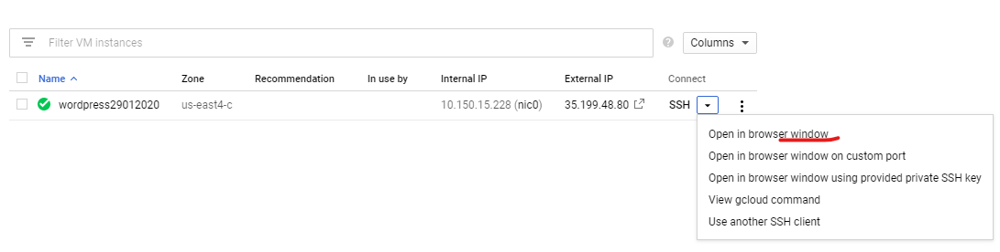 Filter VM instances
Columns
Name Zone Recommendation In use by Internal IP External IP Connect
wordpress29012020 us-east4-c 10.150.15.228 (nic0) 35.199.48.80 SSH
Open in browser window
Open in browser window on custom port
Open in browser window using provided private SSH key
View gcloud command
Use another SSH client